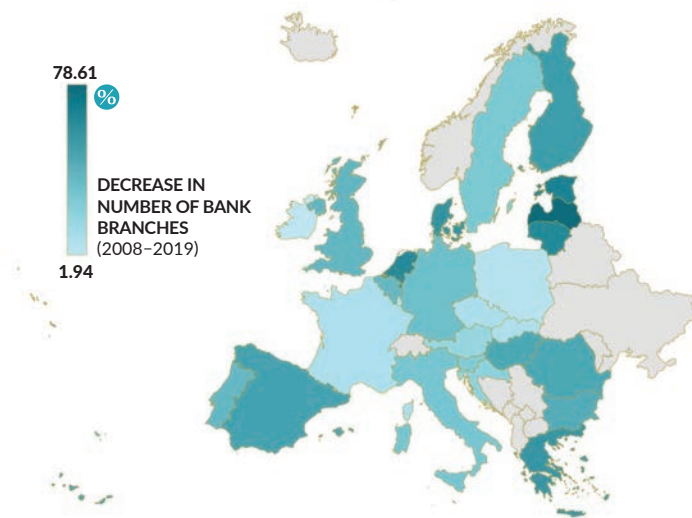 78.61
%
DECREASE IN
NUMBER OF BANK
BRANCHES
(2008–2019)
1.94